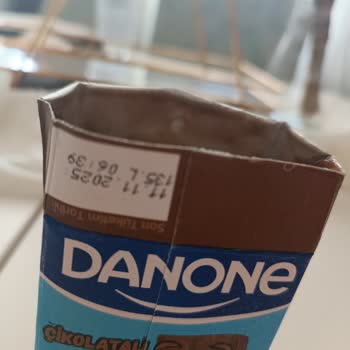 11.11.2025
135.L 06:39
Son Tüketim Tarihi
DANONE
ÇİKOLATALI